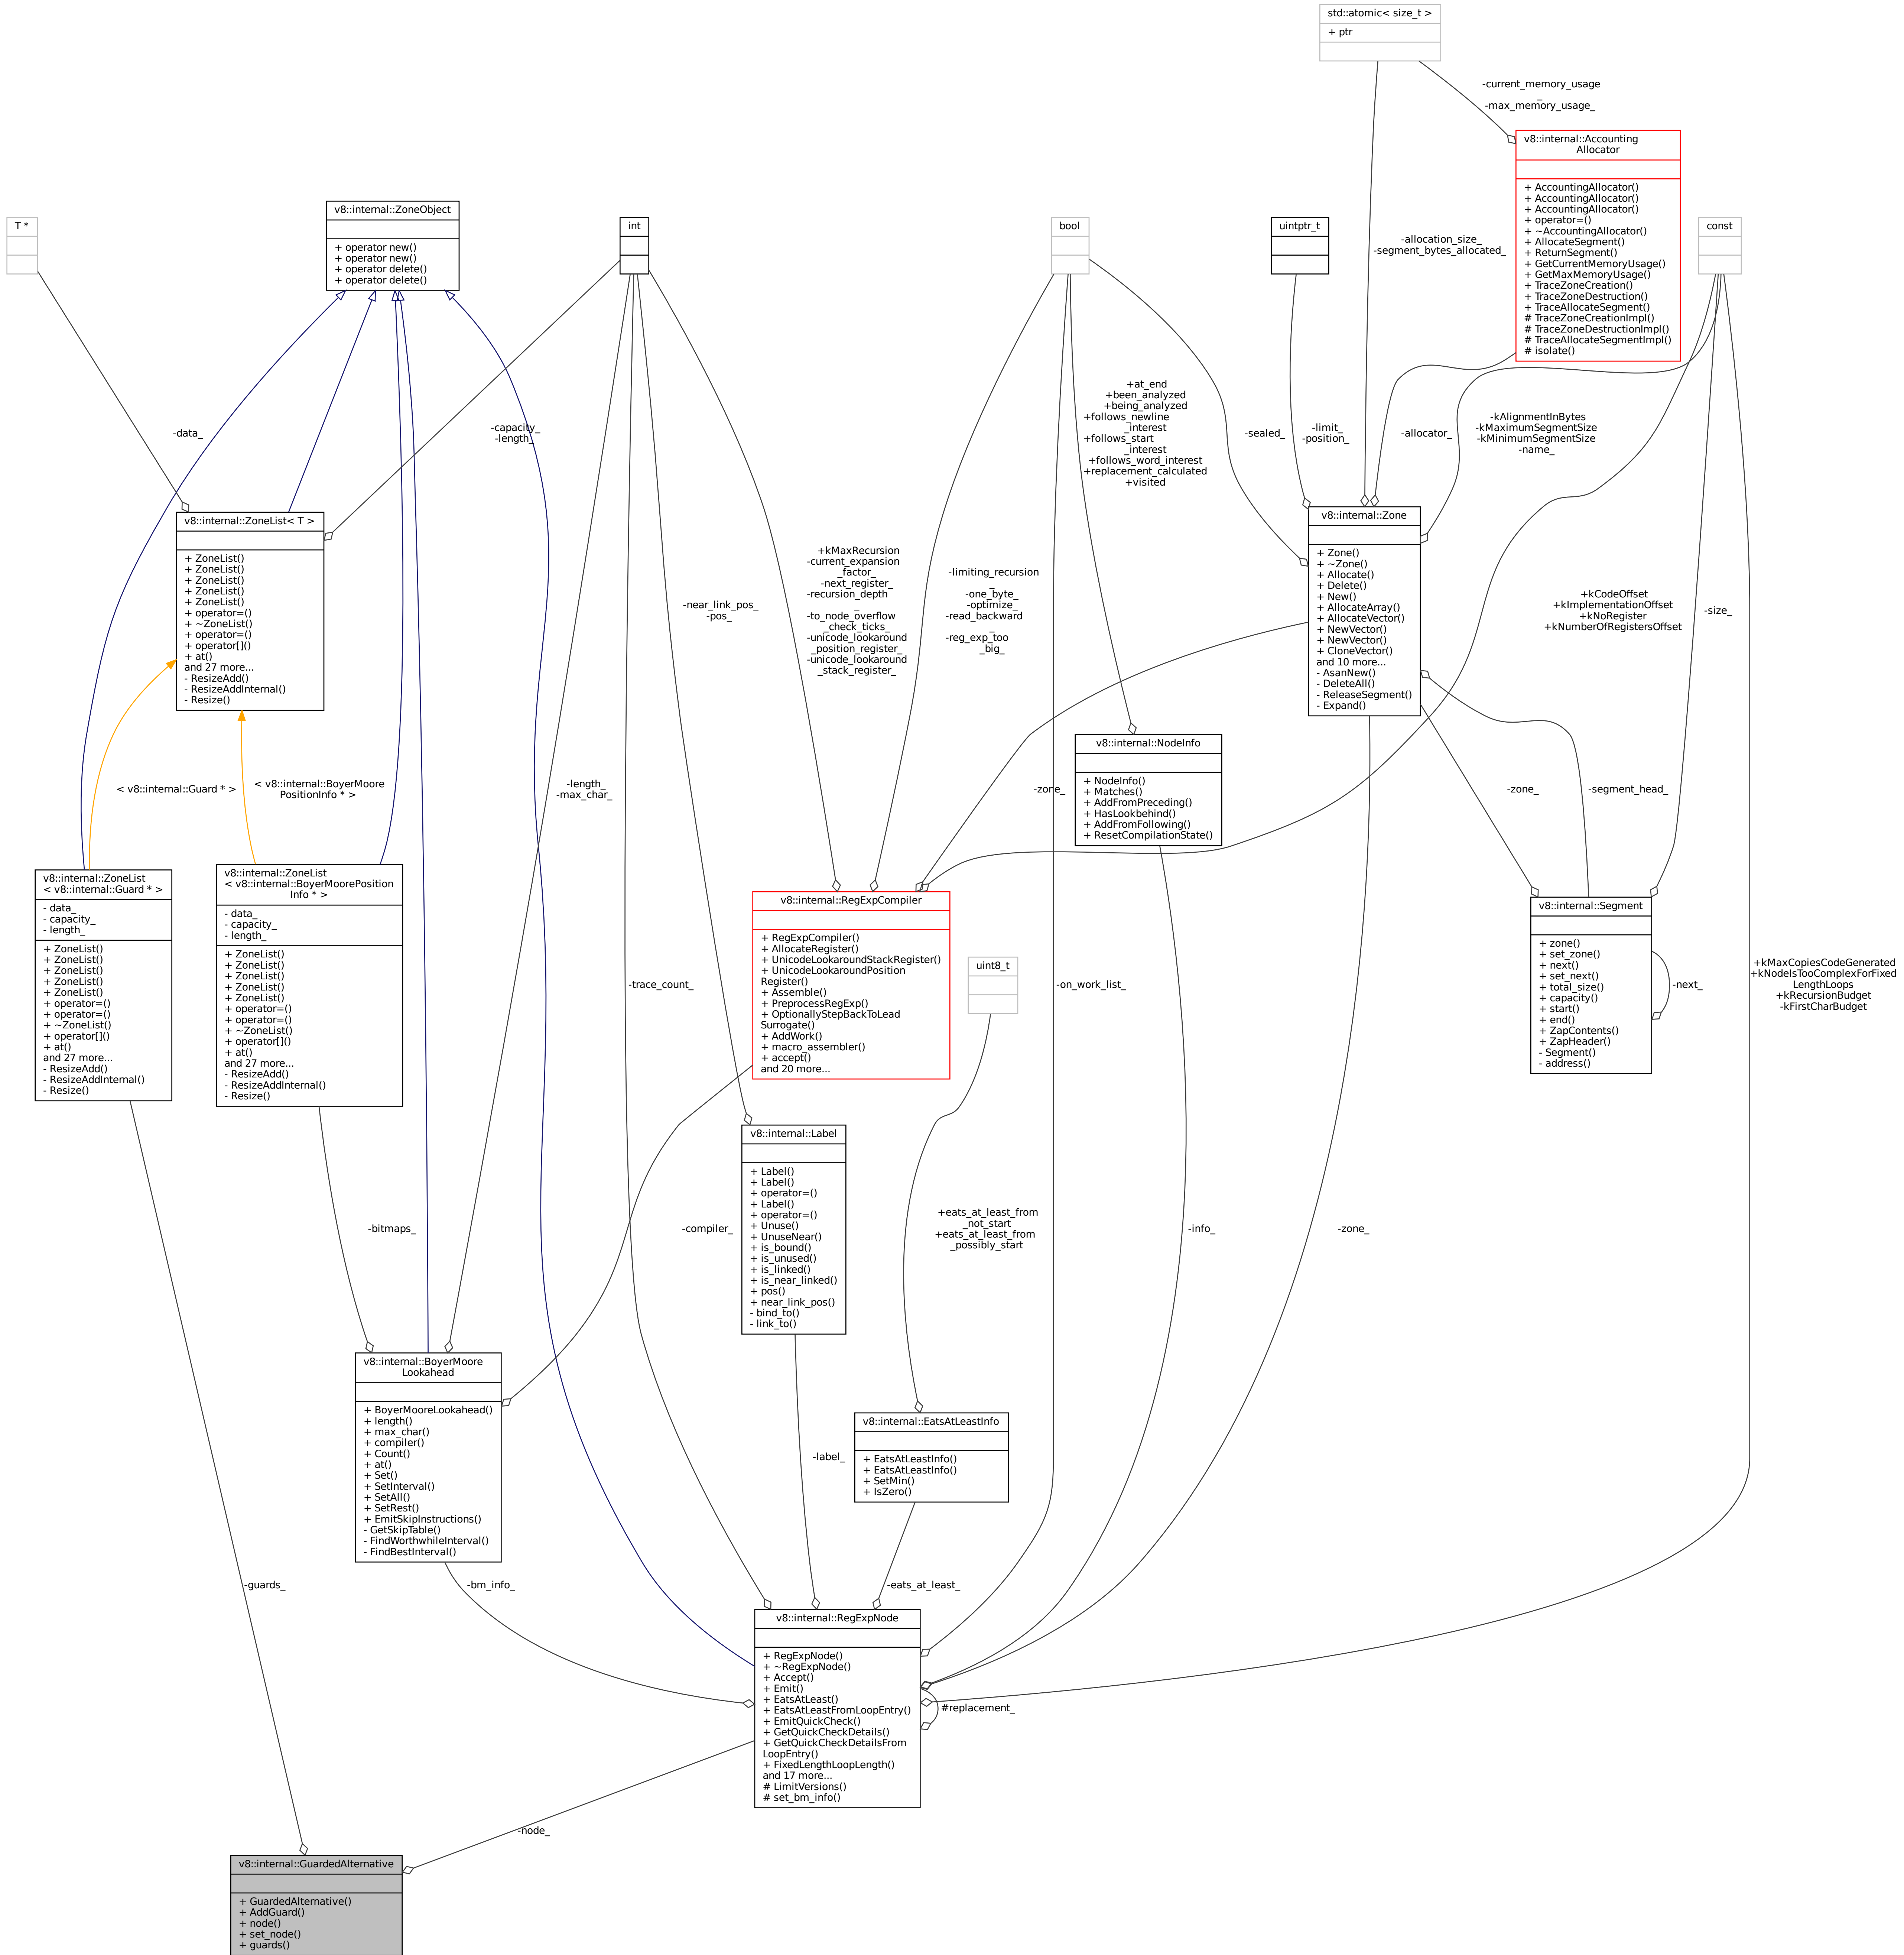 std::atomic< size_t >
+ ptr
-current_memory_usage
_
-max_memory_usage_
v8::internal::Accounting
Allocator
+ AccountingAllocator()
+ AccountingAllocator()
+ AccountingAllocator()
+ operator=()
+ ~AccountingAllocator()
+ AllocateSegment()
+ ReturnSegment()
+ GetCurrentMemoryUsage()
+ GetMaxMemoryUsage()
+ TraceZoneCreation()
+ TraceZoneDestruction()
+ TraceAllocateSegment()
# TraceZoneCreationImpl()
# TraceZoneDestructionImpl()
# TraceAllocateSegmentImpl()
# isolate()
T *
v8::internal::ZoneObject
+ operator new()
+ operator new()
+ operator delete()
+ operator delete()
int
bool
uintptr_t
const
-allocation_size_
-segment_bytes_allocated_
-data_
-capacity_
-length_
+at_end
+been_analyzed
+being_analyzed
+follows_newline
_interest
+follows_start
_interest
+follows_word_interest
+replacement_calculated
+visited
-sealed_
-limit_
-position_
-allocator_
-kAlignmentInBytes
-kMaximumSegmentSize
-kMinimumSegmentSize
-name_
v8::internal::ZoneList< T >
+ ZoneList()
+ ZoneList()
+ ZoneList()
+ ZoneList()
+ ZoneList()
+ operator=()
+ ~ZoneList()
+ operator=()
+ operator[]()
+ at()
and 27 more...
- ResizeAdd()
- ResizeAddInternal()
- Resize()
v8::internal::Zone
+ Zone()
+ ~Zone()
+ Allocate()
+ Delete()
+ New()
+ AllocateArray()
+ AllocateVector()
+ NewVector()
+ NewVector()
+ CloneVector()
and 10 more...
- AsanNew()
- DeleteAll()
- ReleaseSegment()
- Expand()
-near_link_pos_
-pos_
+kMaxRecursion
-current_expansion
_factor_
-next_register_
-recursion_depth
_
-to_node_overflow
_check_ticks_
-unicode_lookaround
_position_register_
-unicode_lookaround
_stack_register_
-limiting_recursion
_
-one_byte_
-optimize_
-read_backward
_
-reg_exp_too
_big_
+kCodeOffset
+kImplementationOffset
+kNoRegister
+kNumberOfRegistersOffset
-size_
< v8::internal::Guard * >
< v8::internal::BoyerMoore
PositionInfo * >
-length_
-max_char_
-zone_
v8::internal::NodeInfo
+ NodeInfo()
+ Matches()
+ AddFromPreceding()
+ HasLookbehind()
+ AddFromFollowing()
+ ResetCompilationState()
-zone_
-segment_head_
v8::internal::ZoneList
< v8::internal::Guard * >
- data_
- capacity_
- length_
+ ZoneList()
+ ZoneList()
+ ZoneList()
+ ZoneList()
+ ZoneList()
+ operator=()
+ operator=()
+ ~ZoneList()
+ operator[]()
+ at()
and 27 more...
- ResizeAdd()
- ResizeAddInternal()
- Resize()
v8::internal::ZoneList
< v8::internal::BoyerMoorePosition
Info * >
- data_
- capacity_
- length_
+ ZoneList()
+ ZoneList()
+ ZoneList()
+ ZoneList()
+ ZoneList()
+ operator=()
+ operator=()
+ ~ZoneList()
+ operator[]()
+ at()
and 27 more...
- ResizeAdd()
- ResizeAddInternal()
- Resize()
-trace_count_
v8::internal::RegExpCompiler
+ RegExpCompiler()
+ AllocateRegister()
+ UnicodeLookaroundStackRegister()
+ UnicodeLookaroundPosition
Register()
+ Assemble()
+ PreprocessRegExp()
+ OptionallyStepBackToLead
Surrogate()
+ AddWork()
+ macro_assembler()
+ accept()
and 20 more...
uint8_t
-on_work_list_
v8::internal::Segment
+ zone()
+ set_zone()
+ next()
+ set_next()
+ total_size()
+ capacity()
+ start()
+ end()
+ ZapContents()
+ ZapHeader()
- Segment()
- address()
-next_
+kMaxCopiesCodeGenerated
+kNodeIsTooComplexForFixed
LengthLoops
+kRecursionBudget
-kFirstCharBudget
-bitmaps_
-compiler_
v8::internal::Label
+ Label()
+ Label()
+ operator=()
+ Label()
+ operator=()
+ Unuse()
+ UnuseNear()
+ is_bound()
+ is_unused()
+ is_linked()
+ is_near_linked()
+ pos()
+ near_link_pos()
- bind_to()
- link_to()
+eats_at_least_from
_not_start
+eats_at_least_from
_possibly_start
-info_
-zone_
v8::internal::BoyerMoore
Lookahead
+ BoyerMooreLookahead()
+ length()
+ max_char()
+ compiler()
+ Count()
+ at()
+ Set()
+ SetInterval()
+ SetAll()
+ SetRest()
+ EmitSkipInstructions()
- GetSkipTable()
- FindWorthwhileInterval()
- FindBestInterval()
-label_
v8::internal::EatsAtLeastInfo
+ EatsAtLeastInfo()
+ EatsAtLeastInfo()
+ SetMin()
+ IsZero()
-guards_
-bm_info_
-eats_at_least_
v8::internal::RegExpNode
+ RegExpNode()
+ ~RegExpNode()
+ Accept()
+ Emit()
+ EatsAtLeast()
+ EatsAtLeastFromLoopEntry()
+ EmitQuickCheck()
+ GetQuickCheckDetails()
+ GetQuickCheckDetailsFrom
LoopEntry()
+ FixedLengthLoopLength()
and 17 more...
# LimitVersions()
# set_bm_info()
#replacement_
-node_
v8::internal::GuardedAlternative
+ GuardedAlternative()
+ AddGuard()
+ node()
+ set_node()
+ guards()